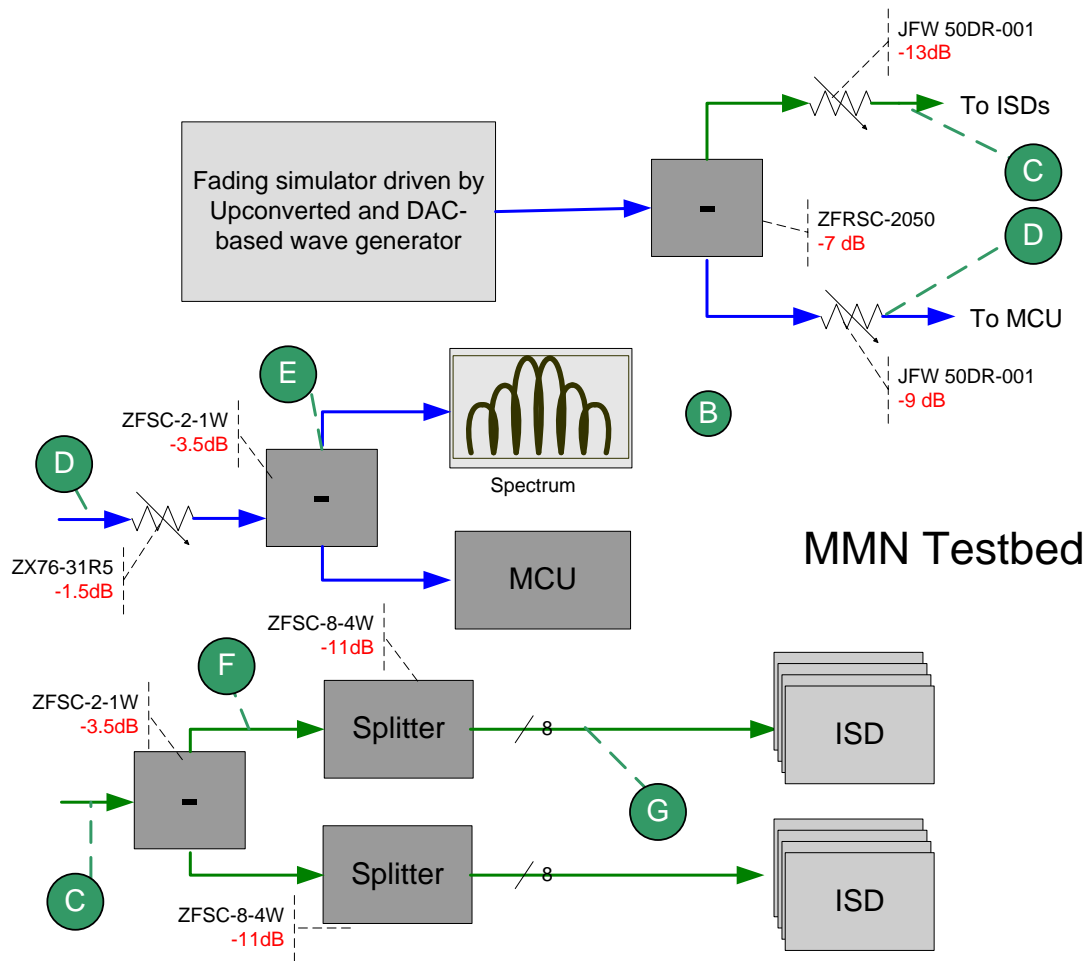 JFW 50DR-001
-13dB
To ISDs
Fading simulator driven by
Upconverted and DAC-
based wave generator
-
C
ZFRSC-2050
-7 dB
D
To MCU
JFW 50DR-001
-9 dB
B
E
ZFSC-2-1W
-3.5dB
D
-
Spectrum
ZX76-31R5
-1.5dB
MCU
MMN Testbed
ZFSC-8-4W
-11dB
F
ZFSC-2-1W
-3.5dB
Splitter
8
ISD
-
G
C
Splitter
8
ISD
ZFSC-8-4W
-11dB